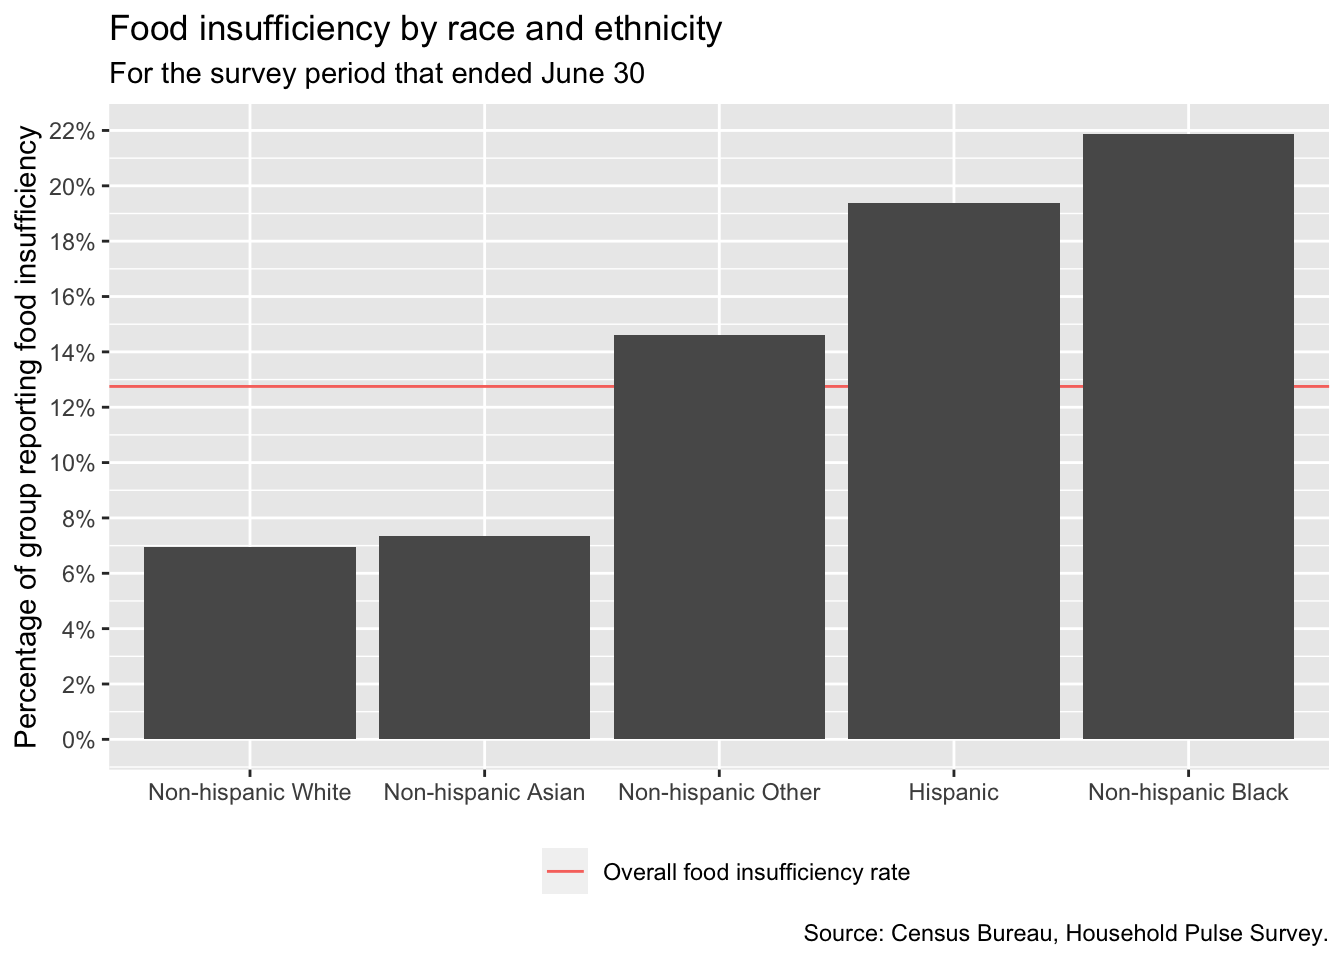 Food insufficiency by race and ethnicity
For the survey period that ended June 30
Percentage of group reporting food insufficiency
22%
20%
18%
16%
14%
12%
10%
8%
6%
4%
2%
0%
Non-hispanic White Non-hispanic Asian Non-hispanic Other Hispanic Non-hispanic Black
Overall food insufficiency rate
Source: Census Bureau, Household Pulse Survey.